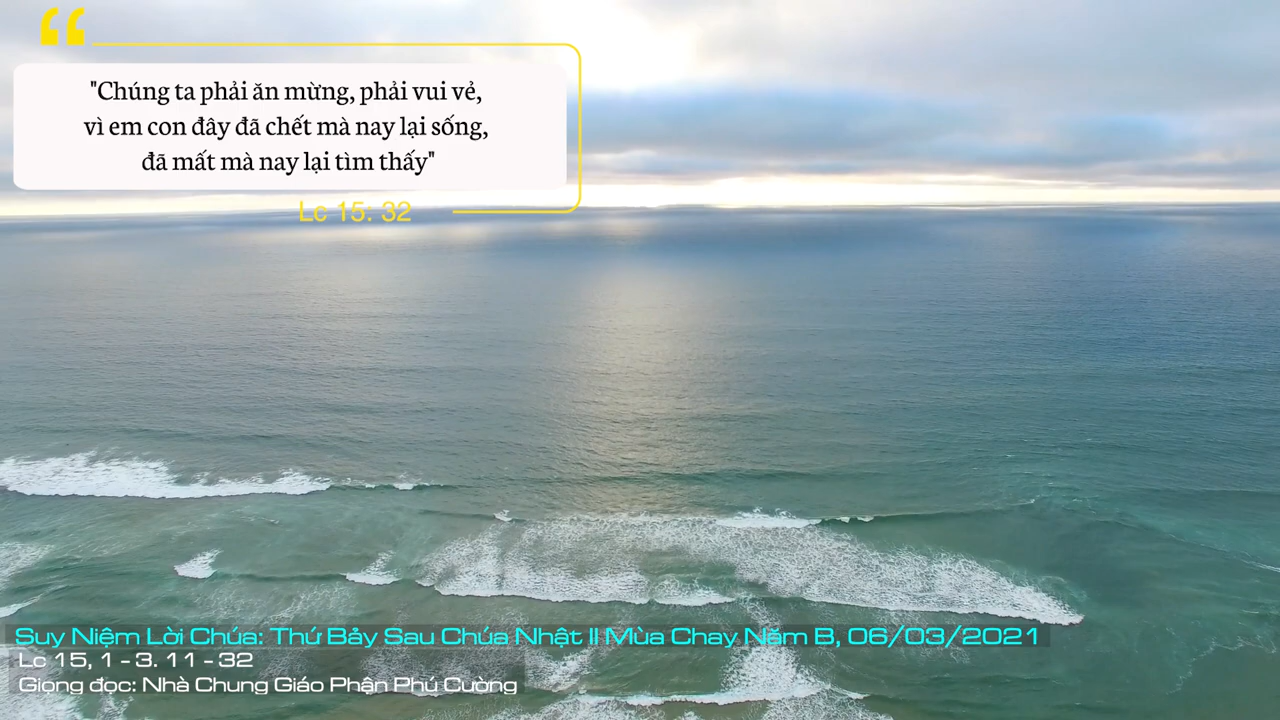 "Chúng ta phải ăn mừng, phải vui vẻ,
vì em con đây đã chết mà nay lại sống,
đã mất mà nay lại tìm thấy"
Lc 15: 32
Suy Niệm Lời Chúa: Thứ Bảy Sau Chúa Nhật II Mùa Chay Năm B, 06/03/2021
Lc 15, 1 - 3. 11 - 32
Giọng đọc: Nhà Chung Giáo Phận Phú Cường